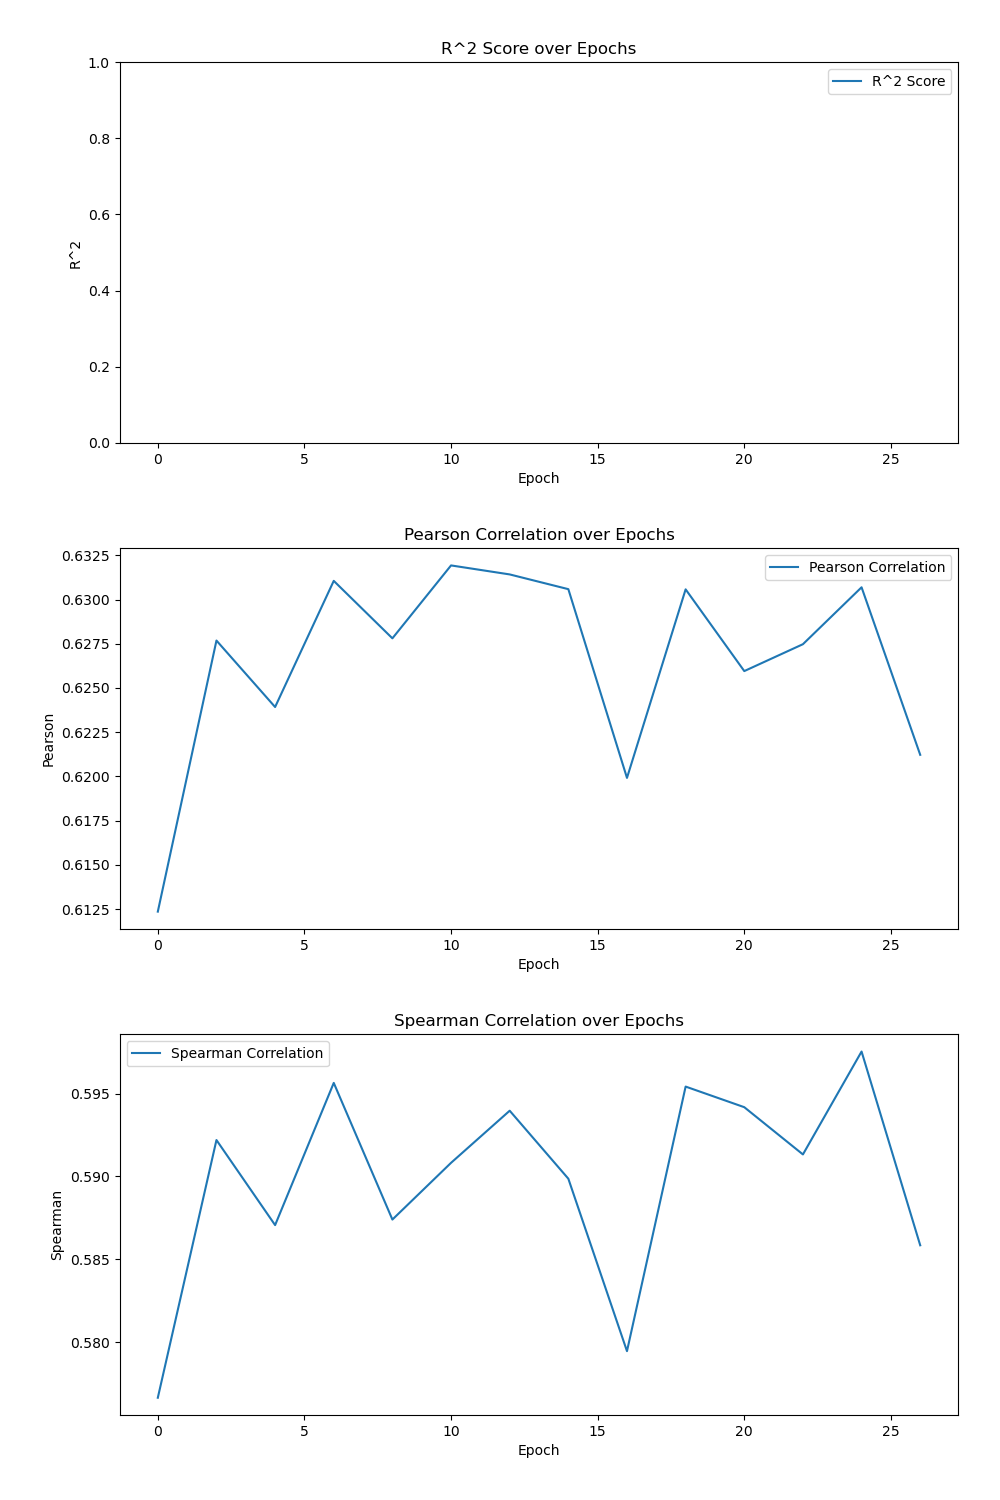 R^2 Score over Epochs
R^2 Score
1.0
0.8
0.6
0.4
0.2
0.0
R^2
0 5 10 15 20 25
Epoch
Pearson Correlation over Epochs
Pearson Correlation
0.6325
0.6300
0.6275
0.6250
0.6225
0.6200
0.6175
0.6150
0.6125
Pearson
0 5 10 15 20 25
Epoch
Spearman Correlation over Epochs
Spearman Correlation
0.595
0.590
0.585
0.580
Spearman
0 5 10 15 20 25
Epoch